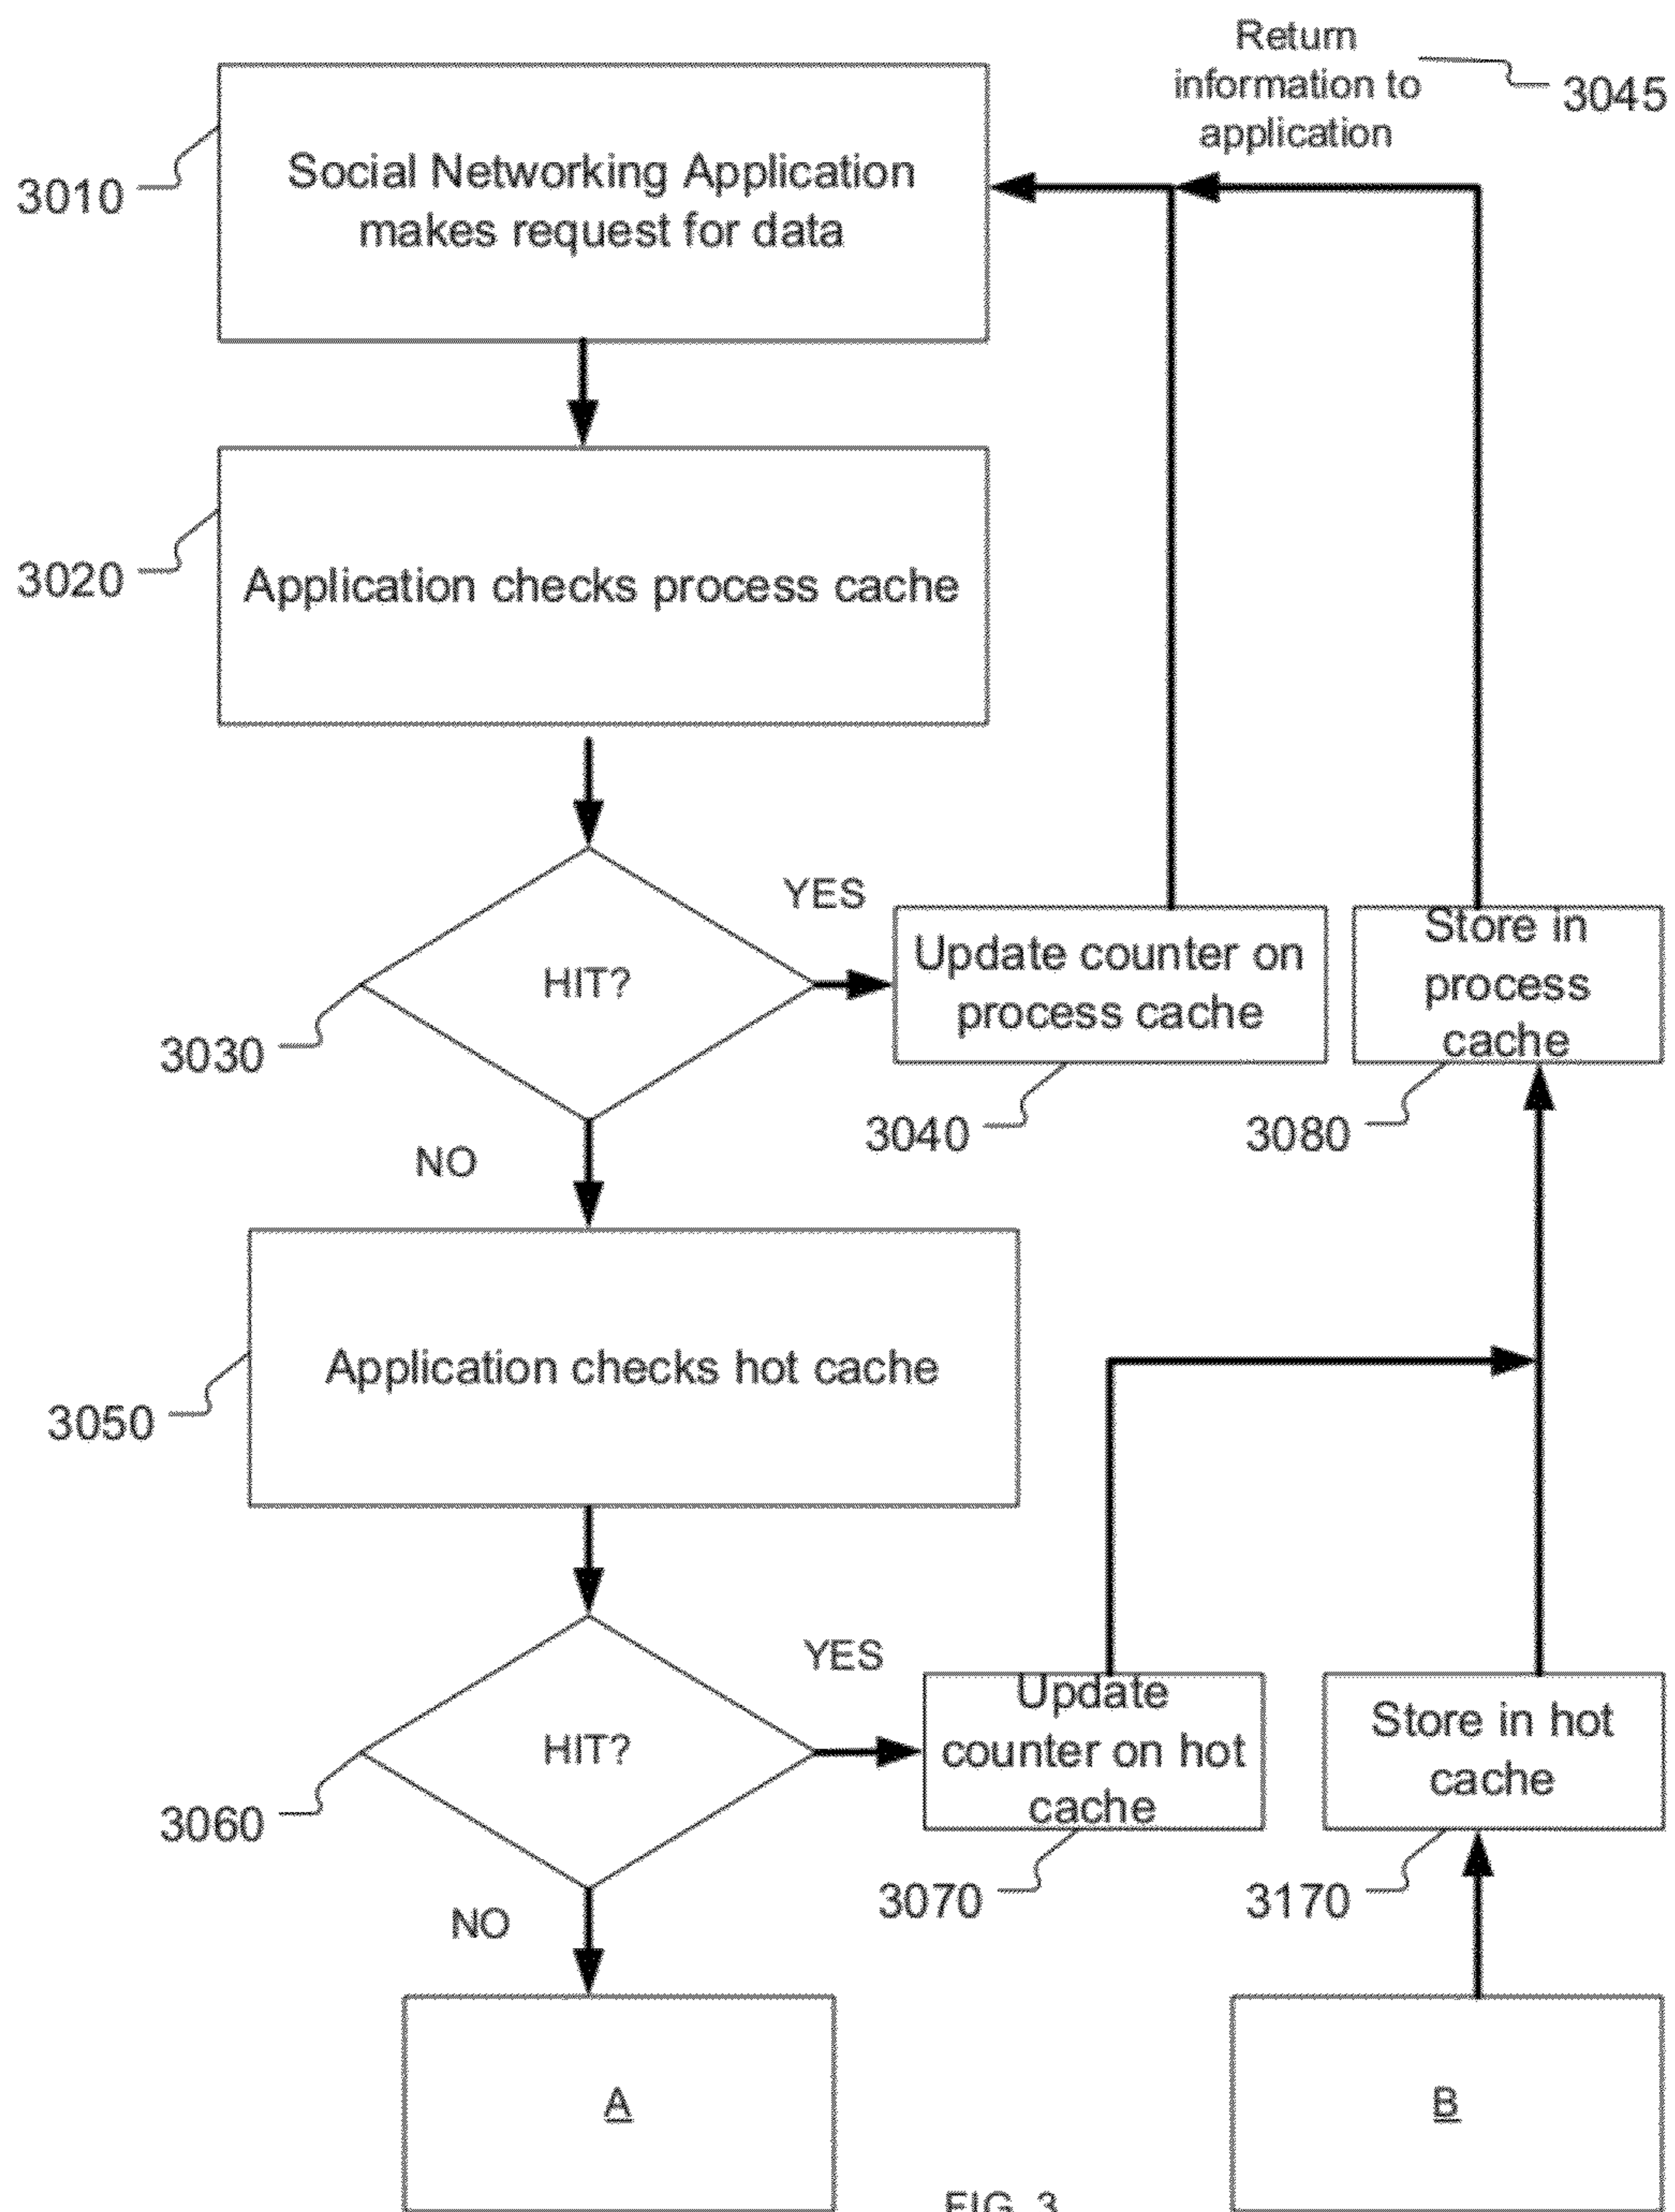 Return
information to
application
3045
3010
Social Networking Application
makes request for data
3020
Application checks process cache
3030
HIT?
YES
Update counter on
process cache
3040
Store in
process
cache
3080
NO
3050
Application checks hot cache
3060
HIT?
YES
Update
counter on hot
cache
3070
Store in hot
cache
3170
NO
A
B
FIG. 3